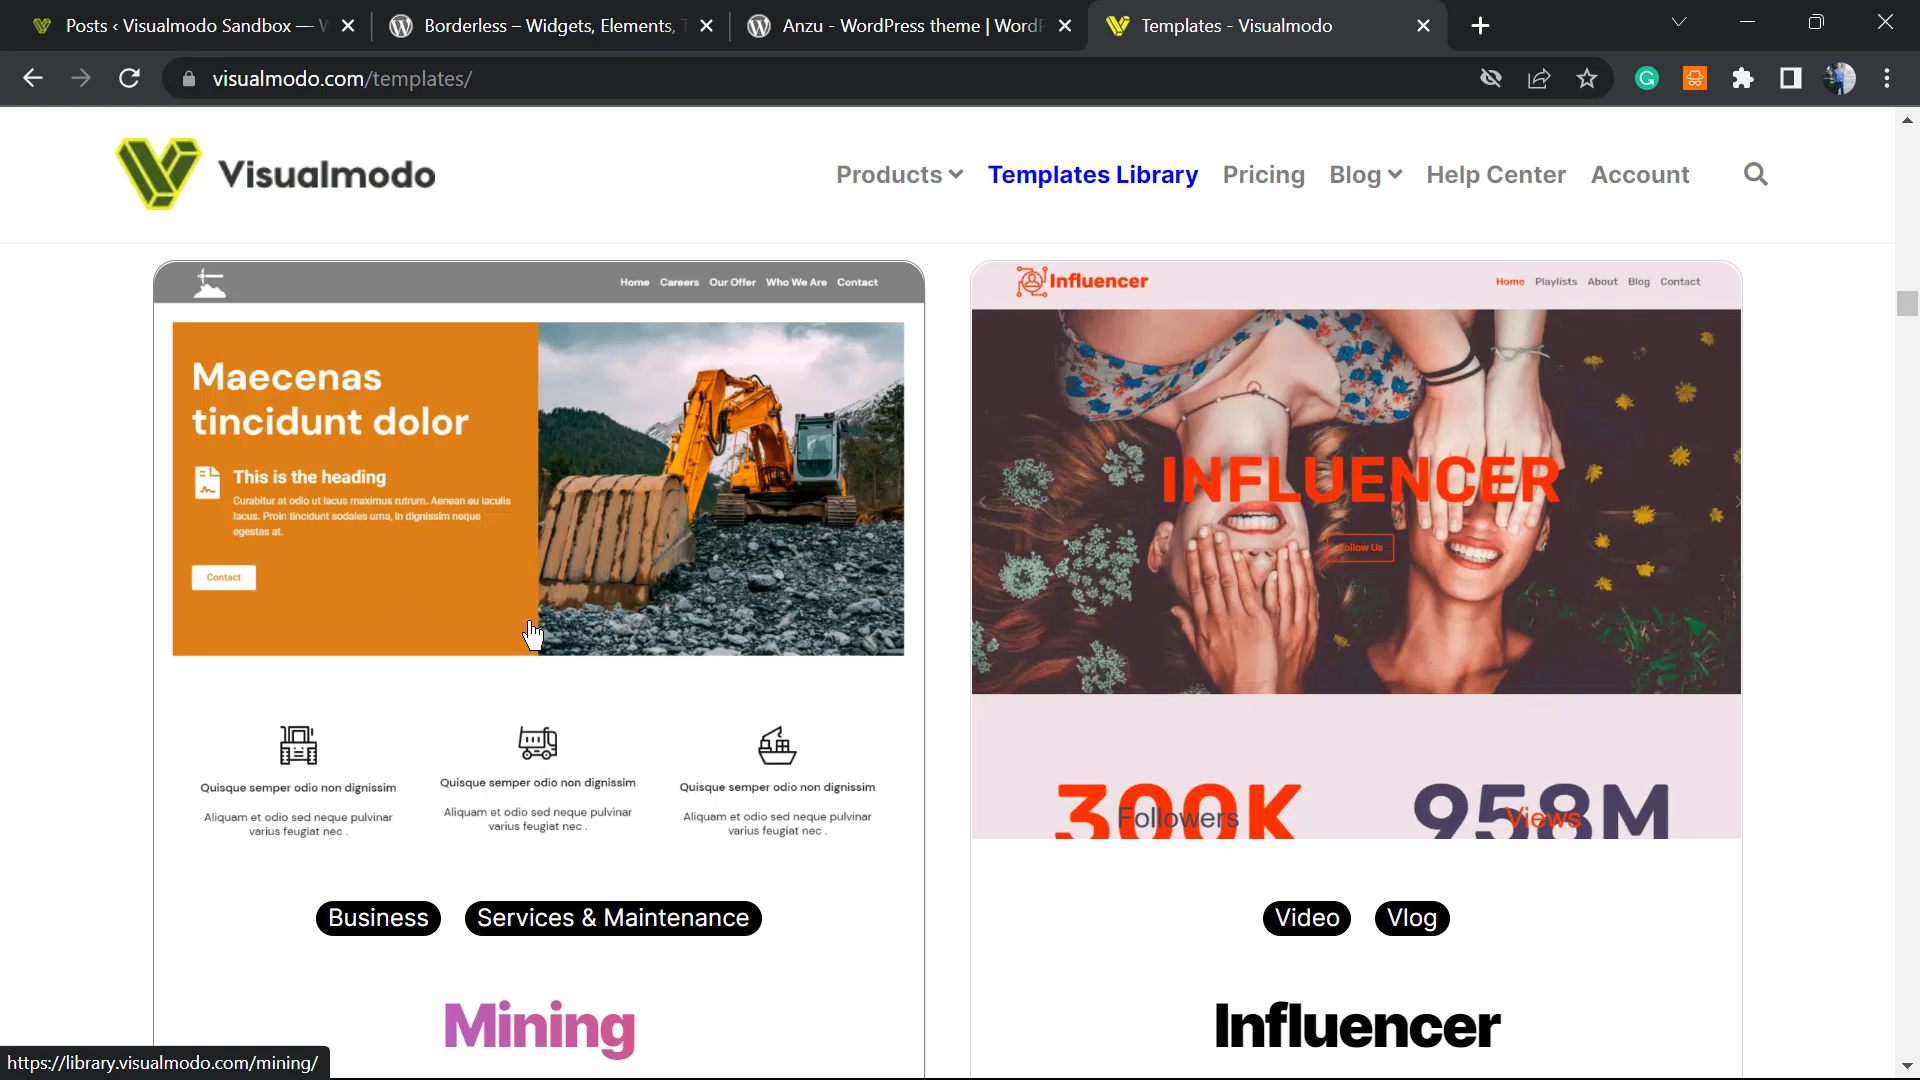 Posts ‹ Visualmodo Sandbox —
Borderless – Widgets, Elements,
Anzu - WordPress theme | Word
Templates - Visualmodo
visualmodo.com/templates/
Visualmodo
Products
Templates Library
Pricing
Blog
Help Center
Account
Home Careers Our Offer Who We Are Contact
Maecenas
tincidunt dolor
This is the heading
Curabitur at odio ut lacus maximus rutrum. Aenean eu iaculis
lacus. Proin tincidunt sodales urna, in dignissim neque
egestas at.
Contact
Quisque semper odio non dignissim
Aliquam et odio sed neque pulvinar
varius feugiat nec .
Quisque semper odio non dignissim
Aliquam et odio sed neque pulvinar
varius feugiat nec .
Quisque semper odio non dignissim
Aliquam et odio sed neque pulvinar
varius feugiat nec .
Business
Services & Maintenance
Mining
Influencer
Home Playlists About Blog Contact
INFLUENCER
Follow Us
300K
Followers
958M
Views
Video
Vlog
Influencer
https://library.visualmodo.com/mining/